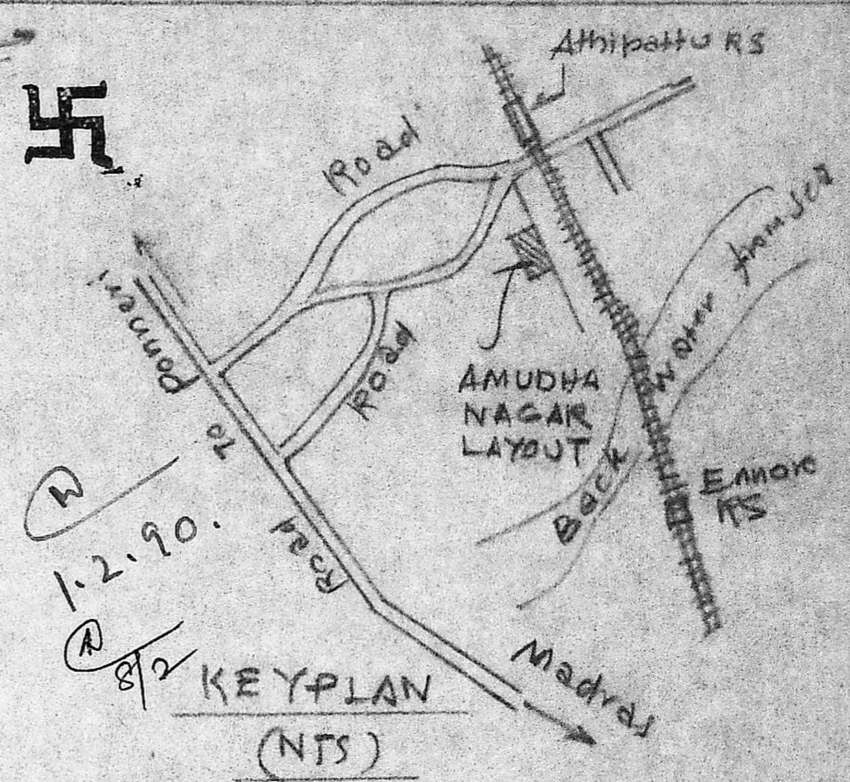 Athipattu RS
Road
Ponneri
To
Road
Road
Madras
AMUDHA
NAGAR
LAYOUT
Back water from sea
Ennore
RS
1.2.90.
8/2
KEYPLAN
(NTS)